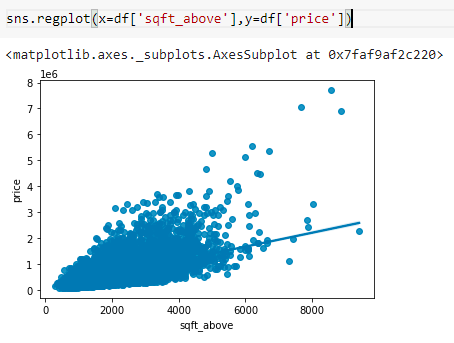 sns.regplot(x=df['sqft_above'],y=df['price'])
<matplotlib.axes._subplots.AxesSubplot at 0x7faf9af2c220>
1e6
8
7
6
5
4
3
2
1
0
price
0 2000 4000 6000 8000
sqft_above